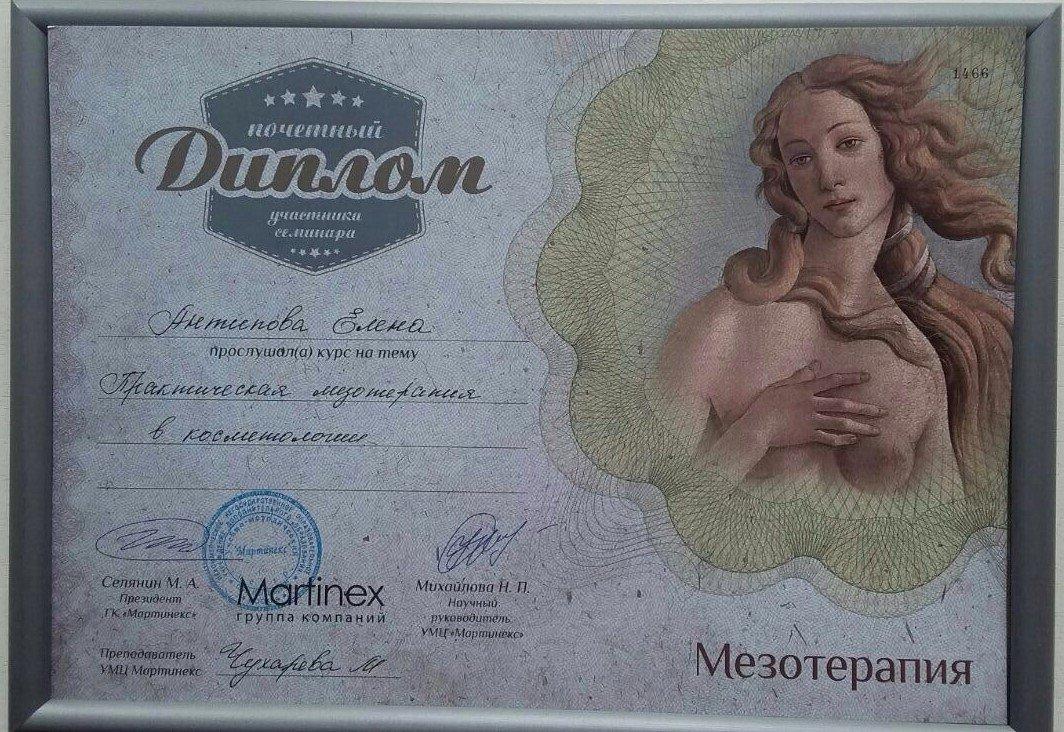 1466
почетный
Диплом
участника
семинара
Антипова Елена
прослушал(а) курс на тему
Практическая мезотерапия
в косметологии
Мартинекс
Селянин М. А.
Президент
ГК «Мартинекс»
Martinex
группа компаний
Михайлова Н. П.
Научный
руководитель
УМЦ «Мартинекс»
Преподаватель
УМЦ Мартинекс
Чухарева М
Мезотерапия